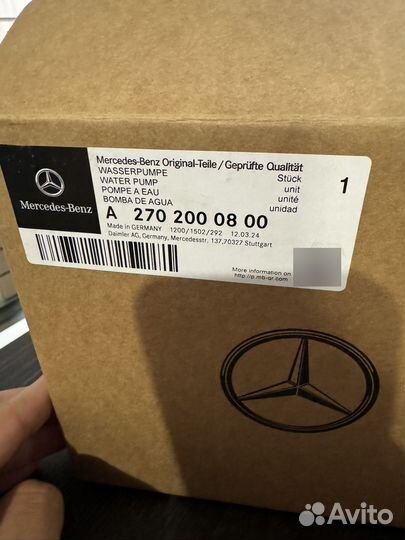 Mercedes-Benz Original-Teile / Geprüfte Qualität
WASSERPUMPE
WATER PUMP
POMPE A EAU
BOMBA DE AGUA
Stück
unit
unité
unidad
1
Mercedes-Benz
A 270 200 08 00
Made in GERMANY 1200/1502/292 12.03.24
Daimler AG, Germany, Mercedesstr. 137,70327 Stuttgart
More information on
http://p.mb-qr.com
Avito